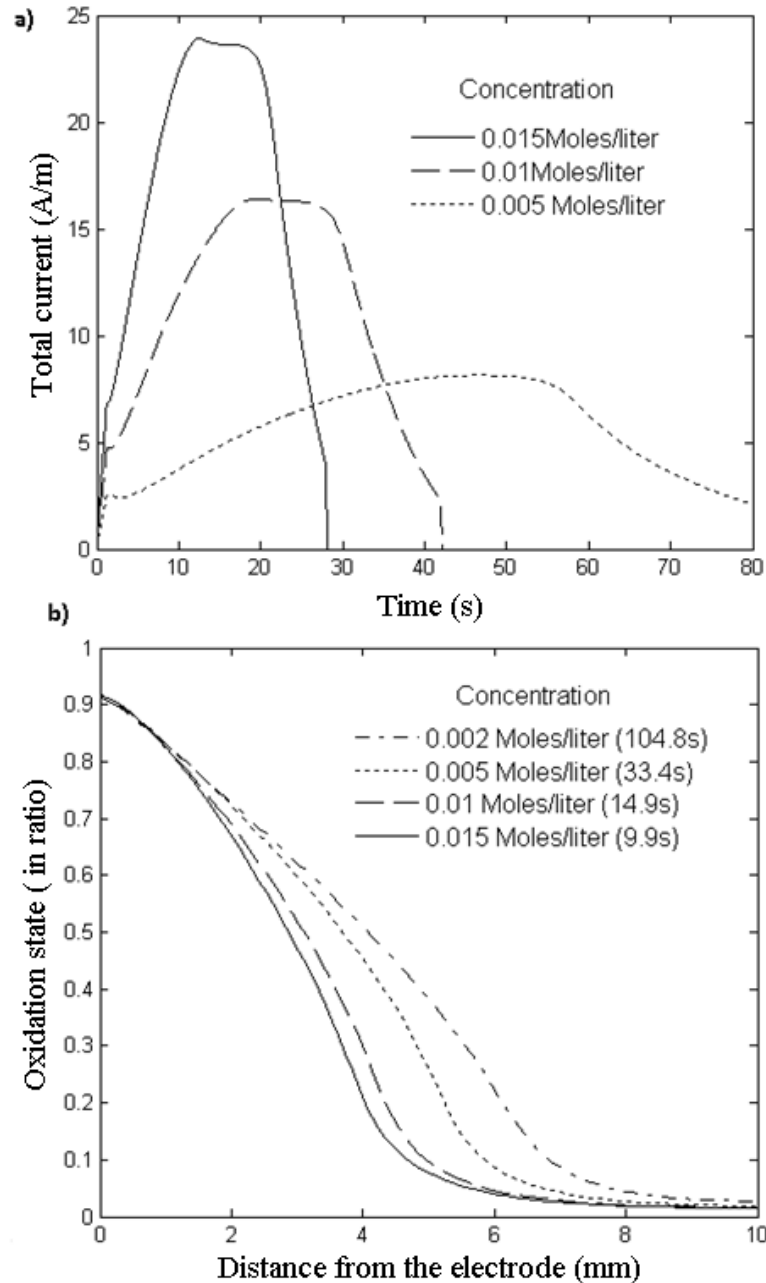 a)
Total current (A/m)
25
20
15
10
5
0
Concentration
0.015Moles/liter
0.01Moles/liter
0.005 Moles/liter
0 10 20 30 40 50 60 70 80
Time (s)
b)
Oxidation state ( in ratio)
1
0.9
0.8
0.7
0.6
0.5
0.4
0.3
0.2
0.1
0
Concentration
0.002 Moles/liter (104.8s)
0.005 Moles/liter (33.4s)
0.01 Moles/liter (14.9s)
0.015 Moles/liter (9.9s)
0 2 4 6 8 10
Distance from the electrode (mm)